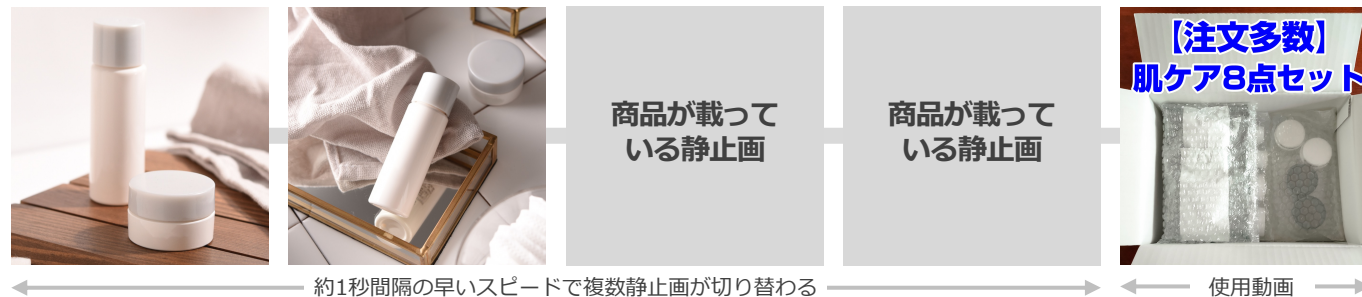 商品が載って
いる静止画
商品が載って
いる静止画
【注文多数】
肌ケア8点セット
約1秒間隔の早いスピードで複数静止画が切り替わる
使用動画